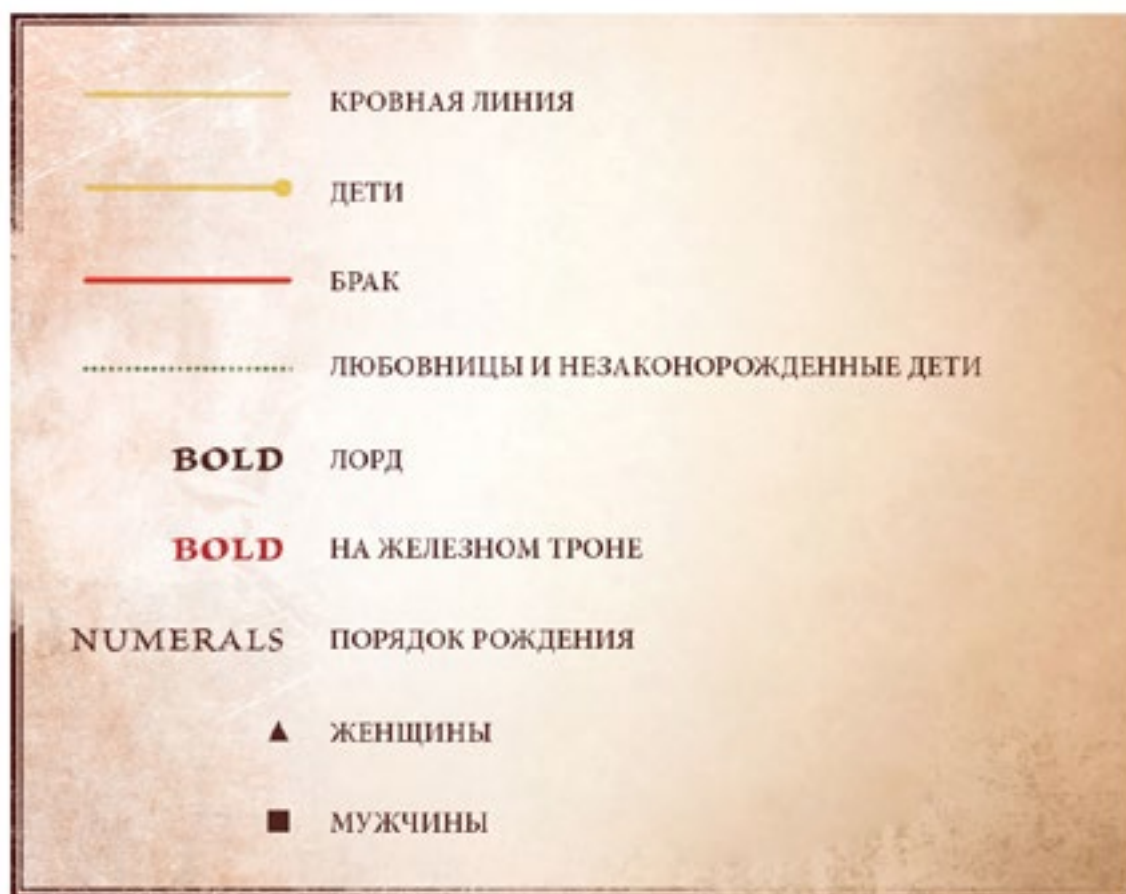 КРОВНАЯ ЛИНИЯ
ДЕТИ
БРАК
ЛЮБОВНИЦЫ И НЕЗАКОНОРОЖДЕННЫЕ ДЕТИ
BOLD ЛОРД
BOLD НА ЖЕЛЕЗНОМ ТРОНЕ
NUMERALS ПОРЯДОК РОЖДЕНИЯ
ЖЕНЩИНЫ
МУЖЧИНЫ